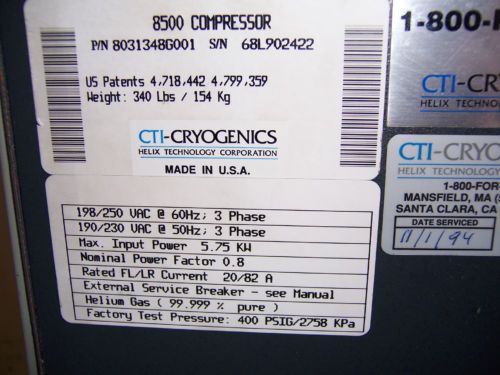 8500 COMPRESSOR
P/N 8031348G001 S/N 68L902422
US Patents 4,718,442 4,799,359
Weight: 340 Lbs / 154 Kg
CTI-CRYOGENICS
HELIX TECHNOLOGY CORPORATION
MADE IN U.S.A.
198/250 VAC @ 60Hz; 3 Phase
190/230 VAC @ 50Hz; 3 Phase
Max. Input Power 5.75 KW
Nominal Power Factor 0.8
Rated FL/LR Current 20/82 A
External Service Breaker - see Manual
Helium Gas ( 99.999 % pure )
Factory Test Pressure: 400 PSIG/2758 KPa
1-800-F
CTI-CRYO
HELIX TECHNOLOGY
CTI-CRYO
HELIX TECHNOLOGY
1-800-FOR-
MANSFIELD, MA (
SANTA CLARA, CA
DATE SERVICED
11/1/94